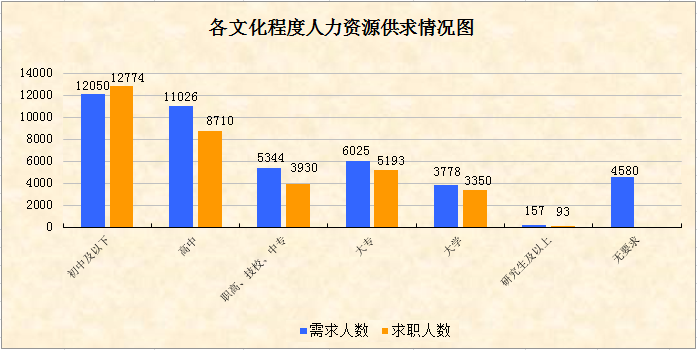 各文化程度人力资源供求情况图
14000
12000
10000
8000
6000
4000
2000
0
12050
12774
11026
8710
5344
3930
6025
5193
3778
3350
157
93
4580
初中及以下
高中
职高、技校、中专
大专
大学
研究生及以上
无要求
需求人数
求职人数